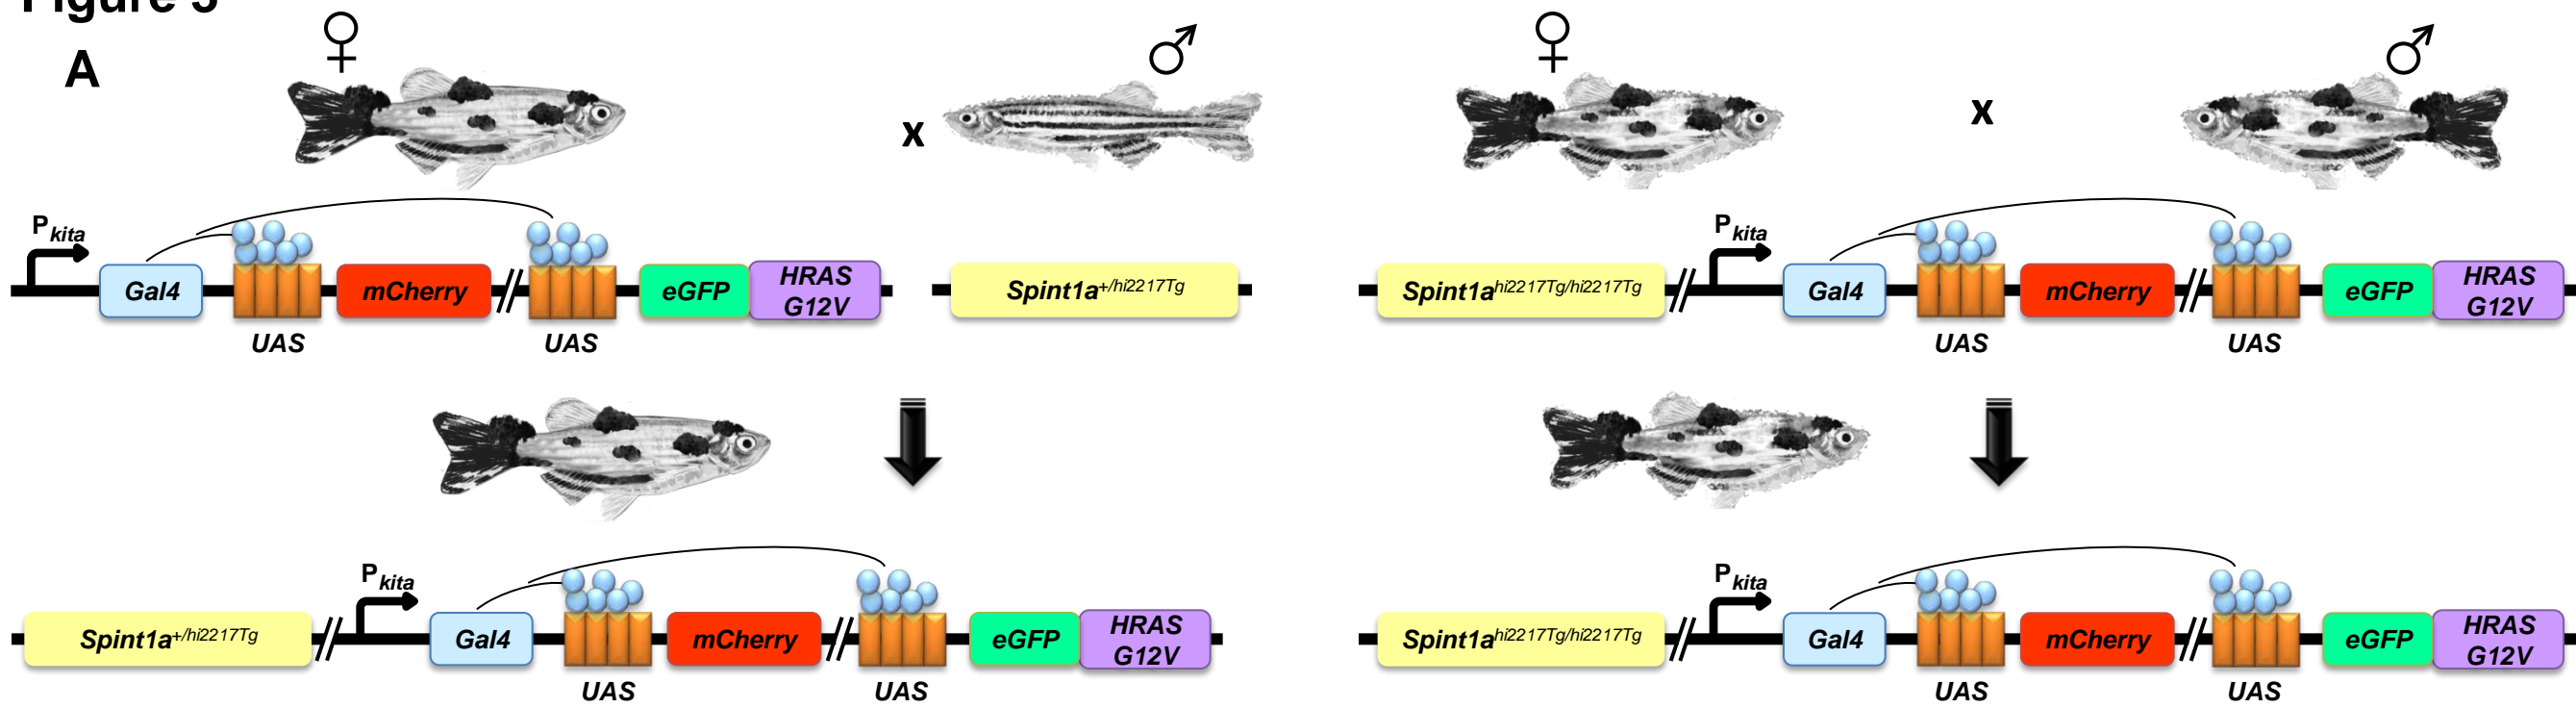 A
♀
♂
♀
♂
x
x
Pkita
Gal4
UAS
mCherry
UAS
eGFP
HRAS
G12V
Spint1a+/hi2217Tg
Spint1ahi2217Tg/hi2217Tg
Pkita
Gal4
UAS
mCherry
UAS
eGFP
HRAS
G12V
Spint1a+/hi2217Tg
Pkita
Gal4
UAS
mCherry
UAS
eGFP
HRAS
G12V
Spint1ahi2217Tg/hi2217Tg
Pkita
Gal4
UAS
mCherry
UAS
eGFP
HRAS
G12V